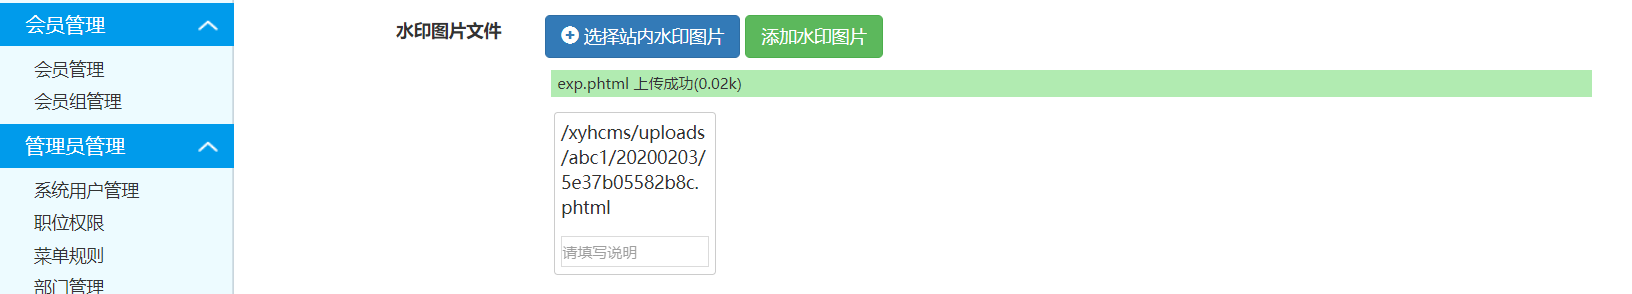 会员管理
会员管理
会员组管理
管理员管理
系统用户管理
职位权限
菜单规则
部门管理
水印图片文件
选择站内水印图片
添加水印图片
exp.phtml 上传成功(0.02k)
/xyhcms/uploads
/abc1/20200203/
5e37b05582b8c.
phtml
请填写说明